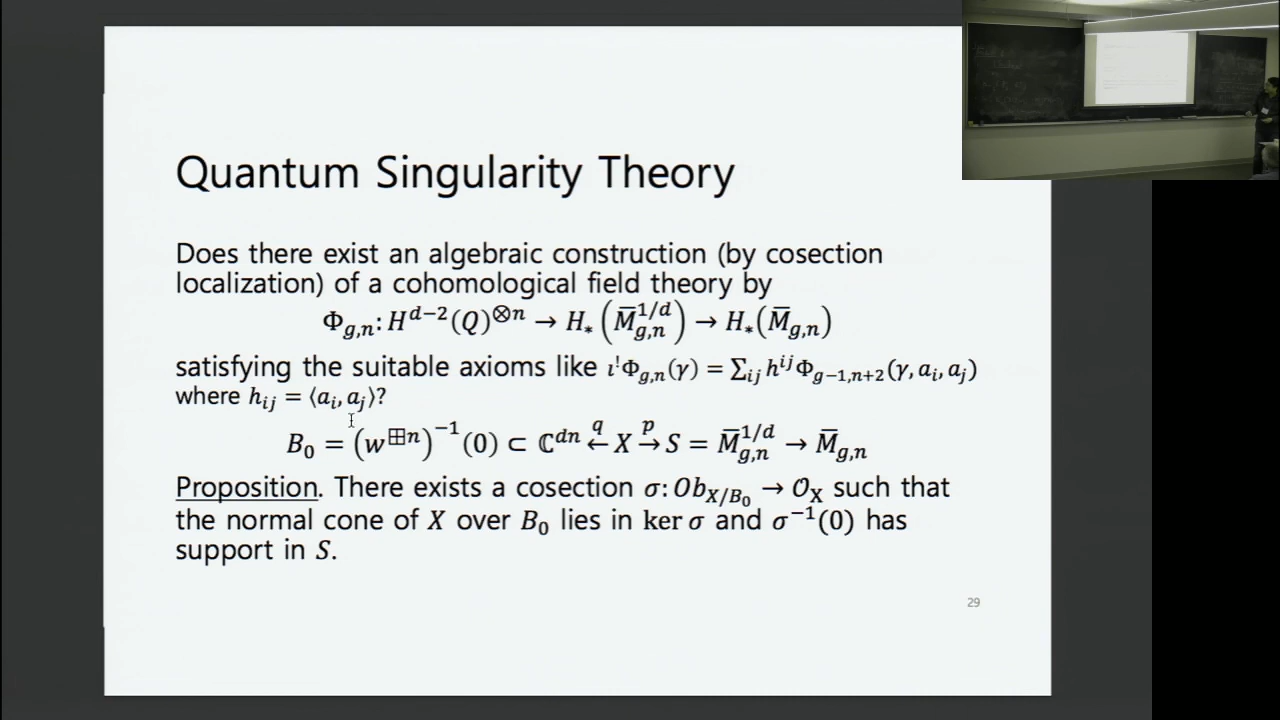 Quantum Singularity Theory
Does there exist an algebraic construction (by cosection
localization) of a cohomological field theory by
Φ_{g,n}: H^{d−2}(Q)^{⊗n} → H_*(M̅_{g,n}^{1/d}) → H_*(M̅_{g,n})
satisfying the suitable axioms like ι^!Φ_{g,n}(γ) = ∑_{ij} h^{ij}Φ_{g−1,n+2}(γ, a_i, a_j)
where h_{ij} = ⟨a_i, a_j⟩?
B_0 = (w^{⊞n})^{−1}(0) ⊂ ℂ^{dn} \xleftarrow{q} X \xrightarrow{p} S = M̅_{g,n}^{1/d} → M̅_{g,n}
Proposition. There exists a cosection σ: Ob_{X/B_0} → 𝒪_X such that
the normal cone of X over B_0 lies in ker σ and σ^{−1}(0) has
support in S.
29